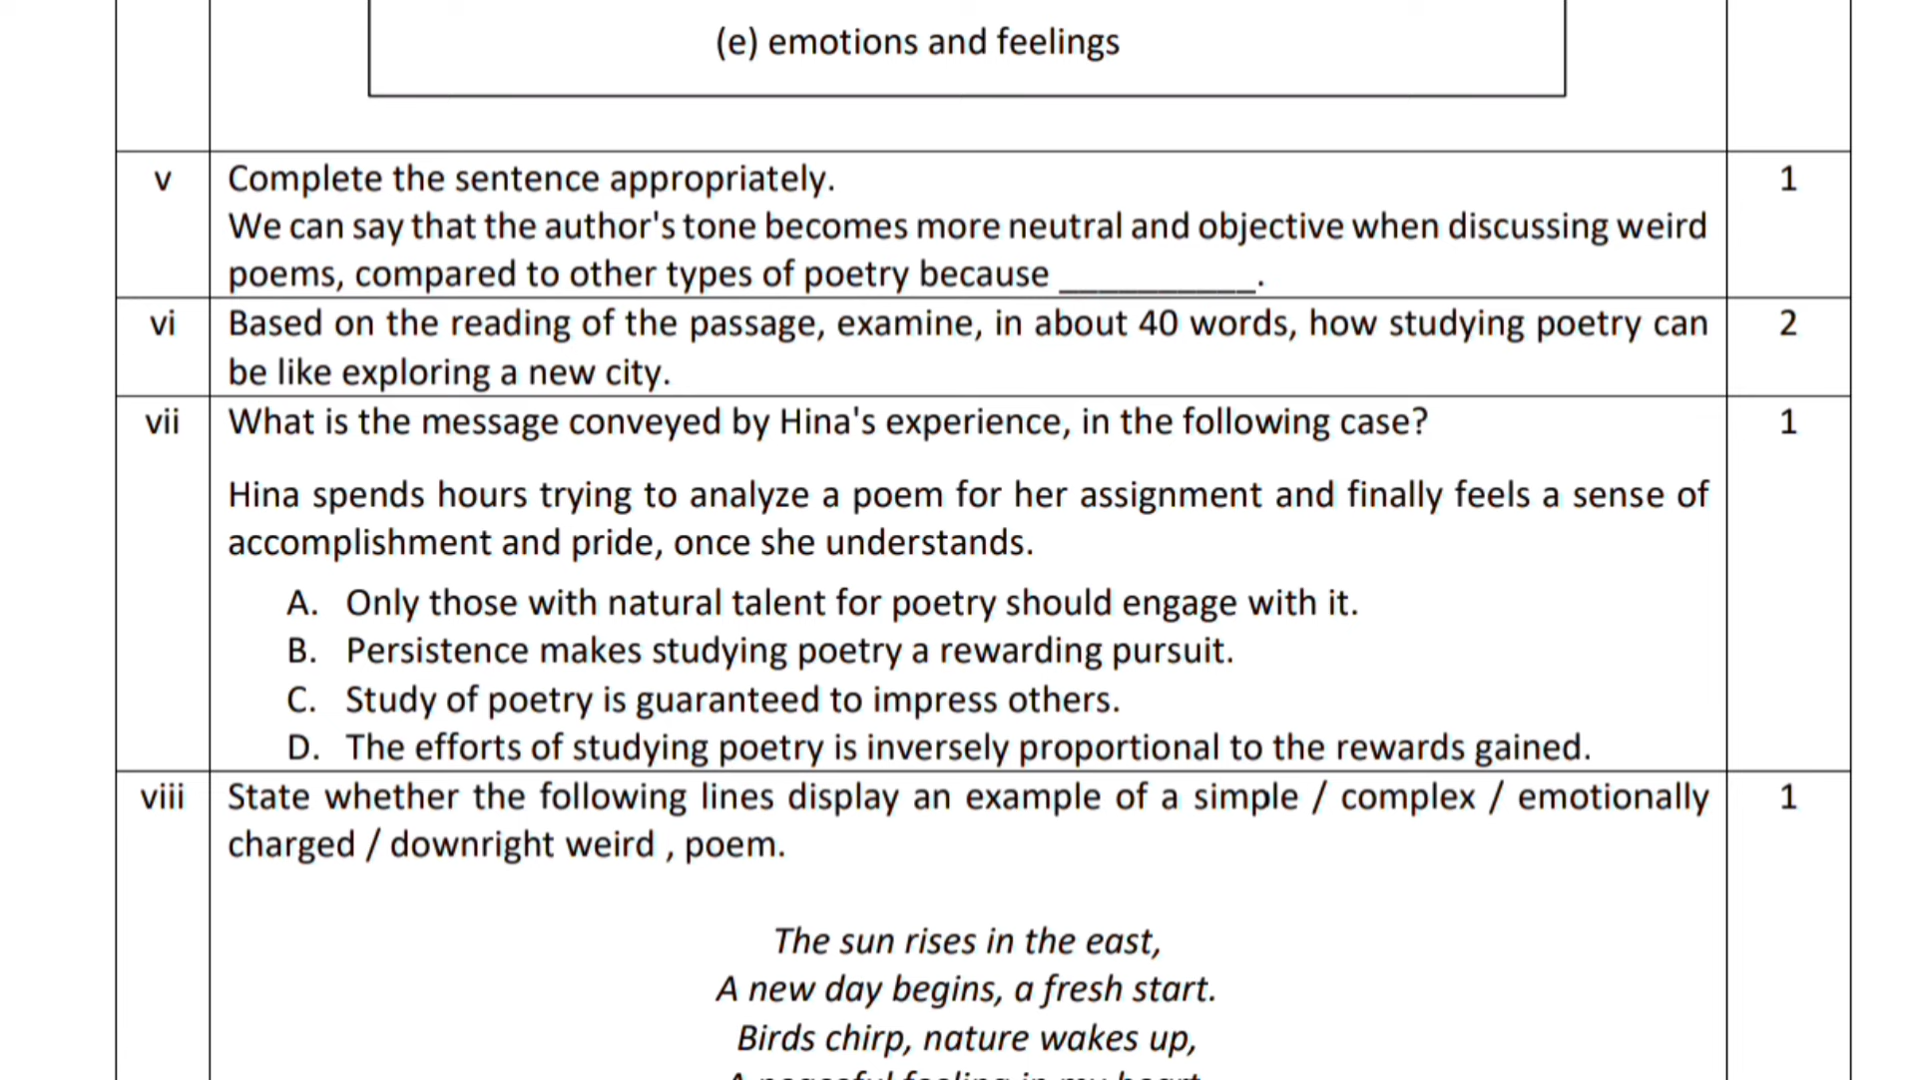 (e) emotions and feelings
v Complete the sentence appropriately. 1
We can say that the author's tone becomes more neutral and objective when discussing weird
poems, compared to other types of poetry because __________.
vi Based on the reading of the passage, examine, in about 40 words, how studying poetry can 2
be like exploring a new city.
vii What is the message conveyed by Hina's experience, in the following case? 1
Hina spends hours trying to analyze a poem for her assignment and finally feels a sense of
accomplishment and pride, once she understands.
A. Only those with natural talent for poetry should engage with it.
B. Persistence makes studying poetry a rewarding pursuit.
C. Study of poetry is guaranteed to impress others.
D. The efforts of studying poetry is inversely proportional to the rewards gained.
viii State whether the following lines display an example of a simple / complex / emotionally 1
charged / downright weird , poem.
The sun rises in the east,
A new day begins, a fresh start.
Birds chirp, nature wakes up,
A peaceful feeling in my heart